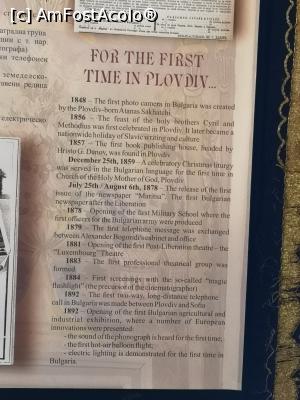 [c] AmFostAcolo®
FOR THE FIRST
TIME IN PLOVDIV...
1848 – The first photo camera in Bulgaria was created
by the Plovdiv–born Atanas Sakhatchi
1856 – The feast of the holy brothers Cyril and
Methodius was first celebrated in Plovdiv. It later became a
nationwide holiday of Slavic writing and culture
1857 – The first book publishing house, funded by
Hristo G. Danov, was found in Plovdiv
December 25th, 1859 – A celebratory Christmas liturgy
was served in the Bulgarian language for the first time in
Church of the Holy Mother of God, Plovdiv
July 25th / August 6th, 1878 – The release of the first
issue of the newspaper "Maritsa". The first Bulgarian
newspaper after the Liberation
1878 – Opening of the first Military School where the
first officers for the Bulgarian army were produced
1879 – The first telephone message was exchanged
between Alexander Bogoridi's cabinet and office
1881 – Opening of the first Post-Liberation theatre – the
"Luxembourg" Theatre
1883 – The first professional theatrical group was
formed
1884 – First screenings with the so-called "magic
flashlight" (the precursor of the cinematographer)
1892 – The first two-way, long-distance telephone
call in Bulgaria was made between Plovdiv and Sofia
1892 – Opening of the first Bulgarian agricultural and
industrial exhibition, where a number of European
innovations were presented:
- the sound of the phonograph is heard for the first time,
- the first hot-air balloon flight,
- electric lighting is demonstrated for the first time in
Bulgaria.